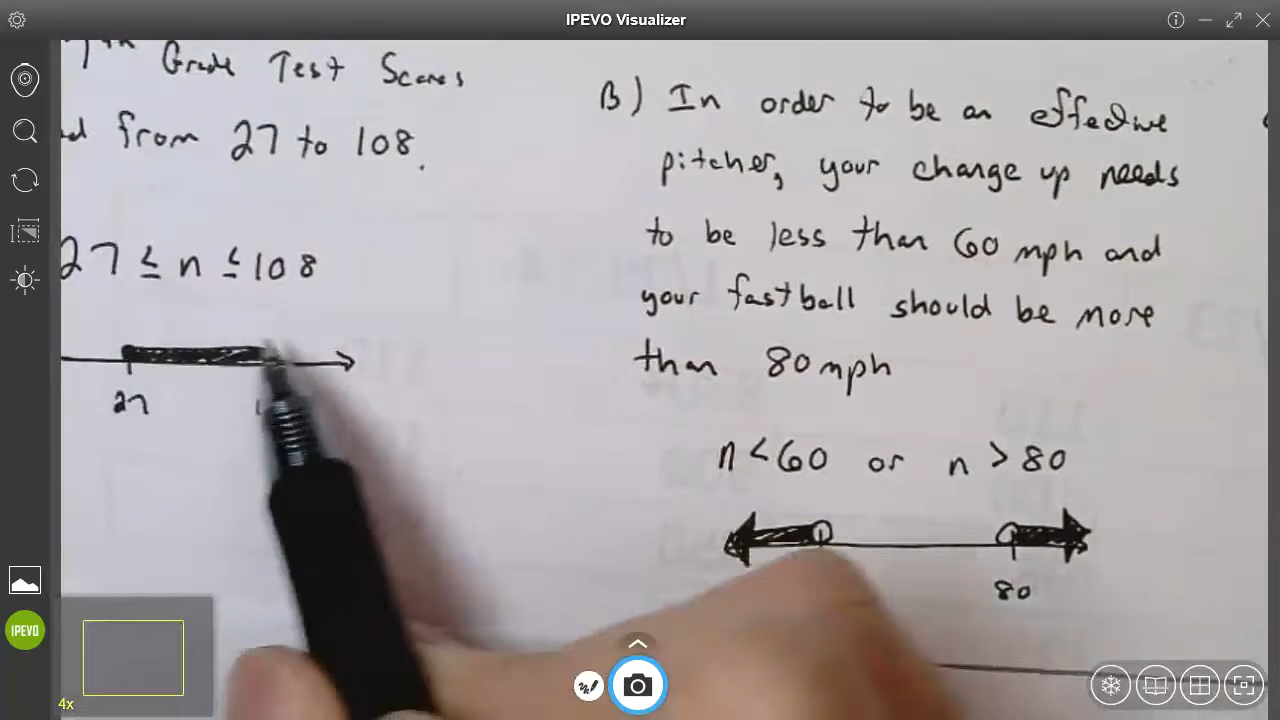 IPEVO Visualizer
7th Grade Test Scores
from 27 to 108.
27 ≤ n ≤ 108
27
B) In order to be an effective
pitcher, your change up needs
to be less than 60 mph and
your fastball should be more
than 80 mph
n < 60 or n > 80
80
IPEVO
4x